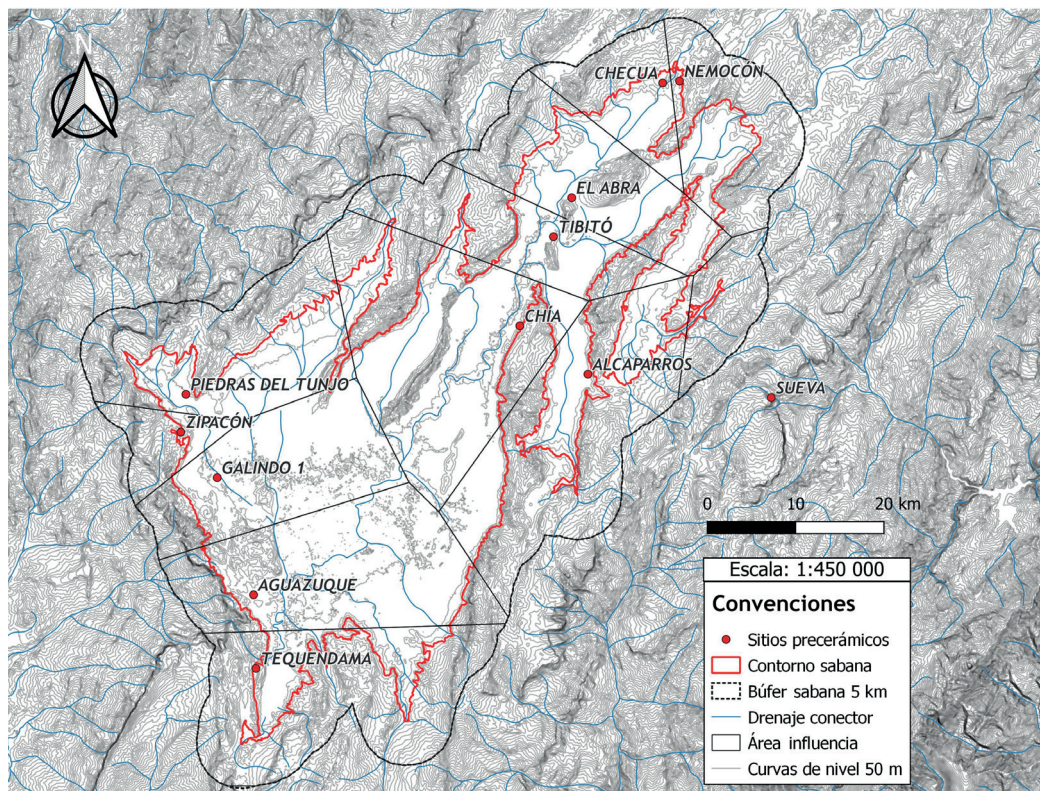 N
CHECUA
NEMOCÓN
EL ABRA
TIBITÓ
CHÍA
ALCAPARROS
SUEVA
PIEDRAS DEL TUNJO
ZIPACÓN
GALINDO 1
AGUAZUQUE
TEQUENDAMA
0 10 20 km
Escala: 1:450 000
Convenciones
Sitios precerámicos
Contorno sabana
Búfer sabana 5 km
Drenaje conector
Área influencia
Curvas de nivel 50 m